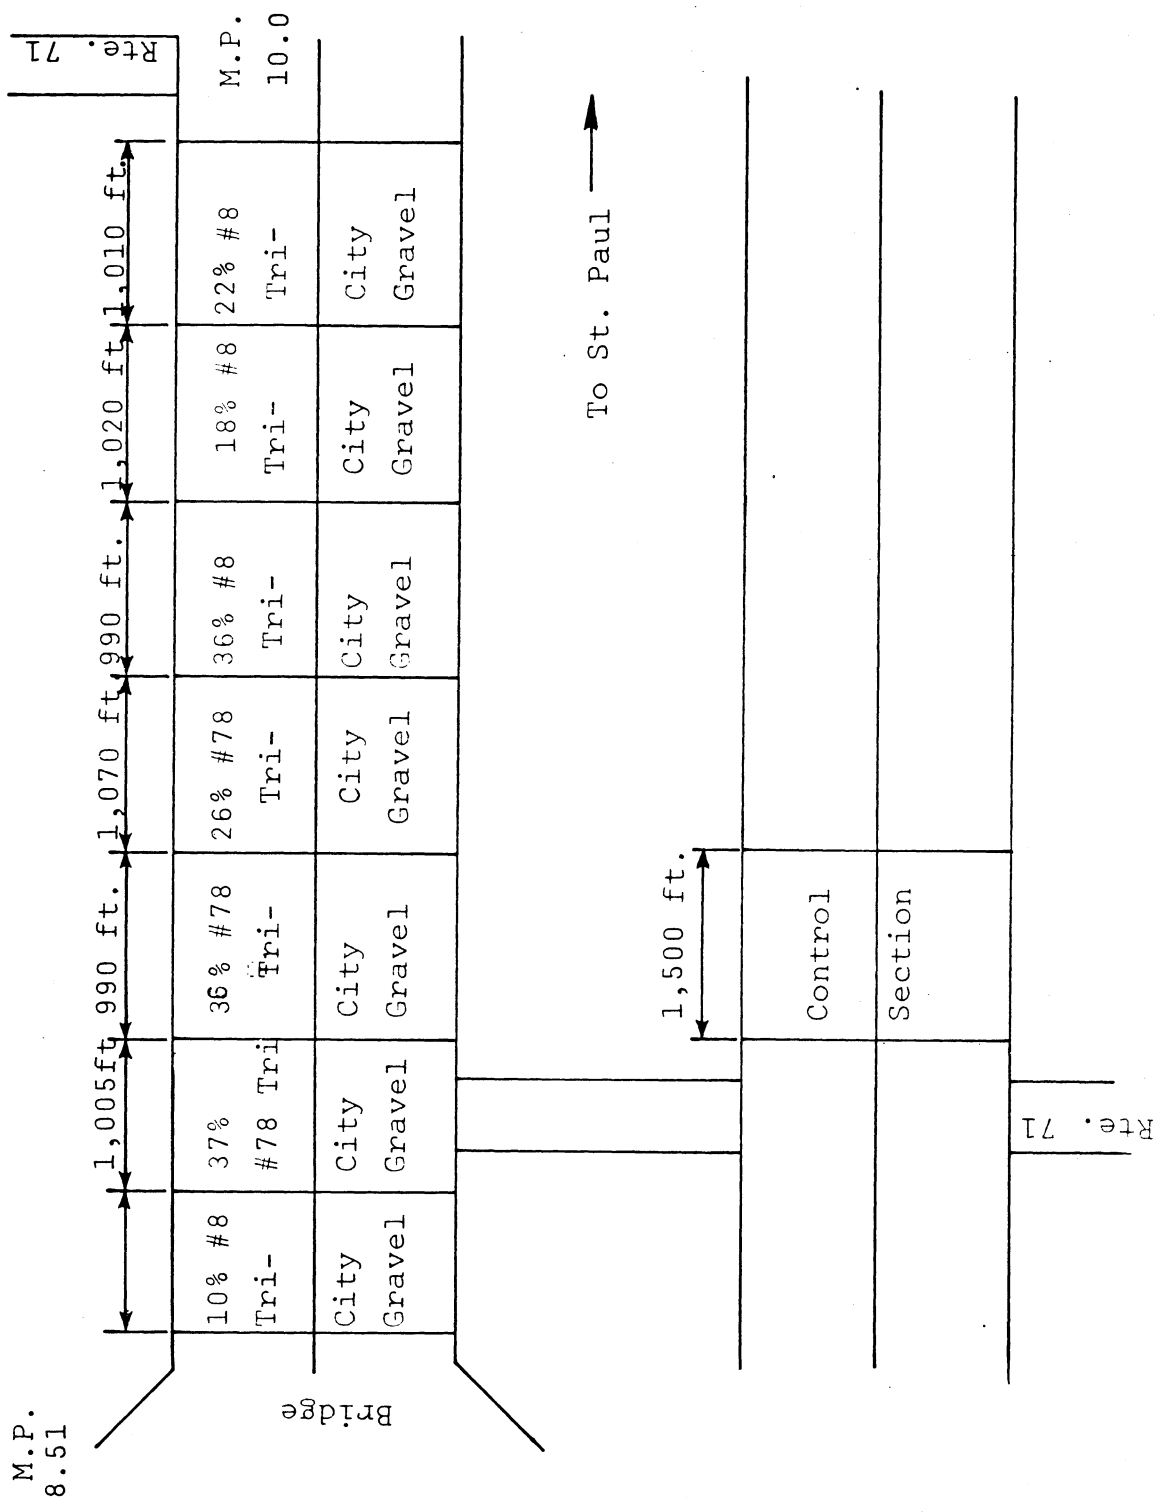 M.P.
8.51
Rte. 71
M.P.
10.0
1,005ft
990 ft.
1,070 ft
990 ft.
1,020 ft
1,010 ft.
10% #8
Tri-
City
Gravel
37%
#78 Tri
City
Gravel
36% #78
Tri-
City
Gravel
26% #78
Tri-
City
Gravel
36% #8
Tri-
City
Gravel
18% #8
Tri-
City
Gravel
22% #8
Tri-
City
Gravel
Bridge
To St. Paul
1,500 ft.
Control
Section
Rte. 71